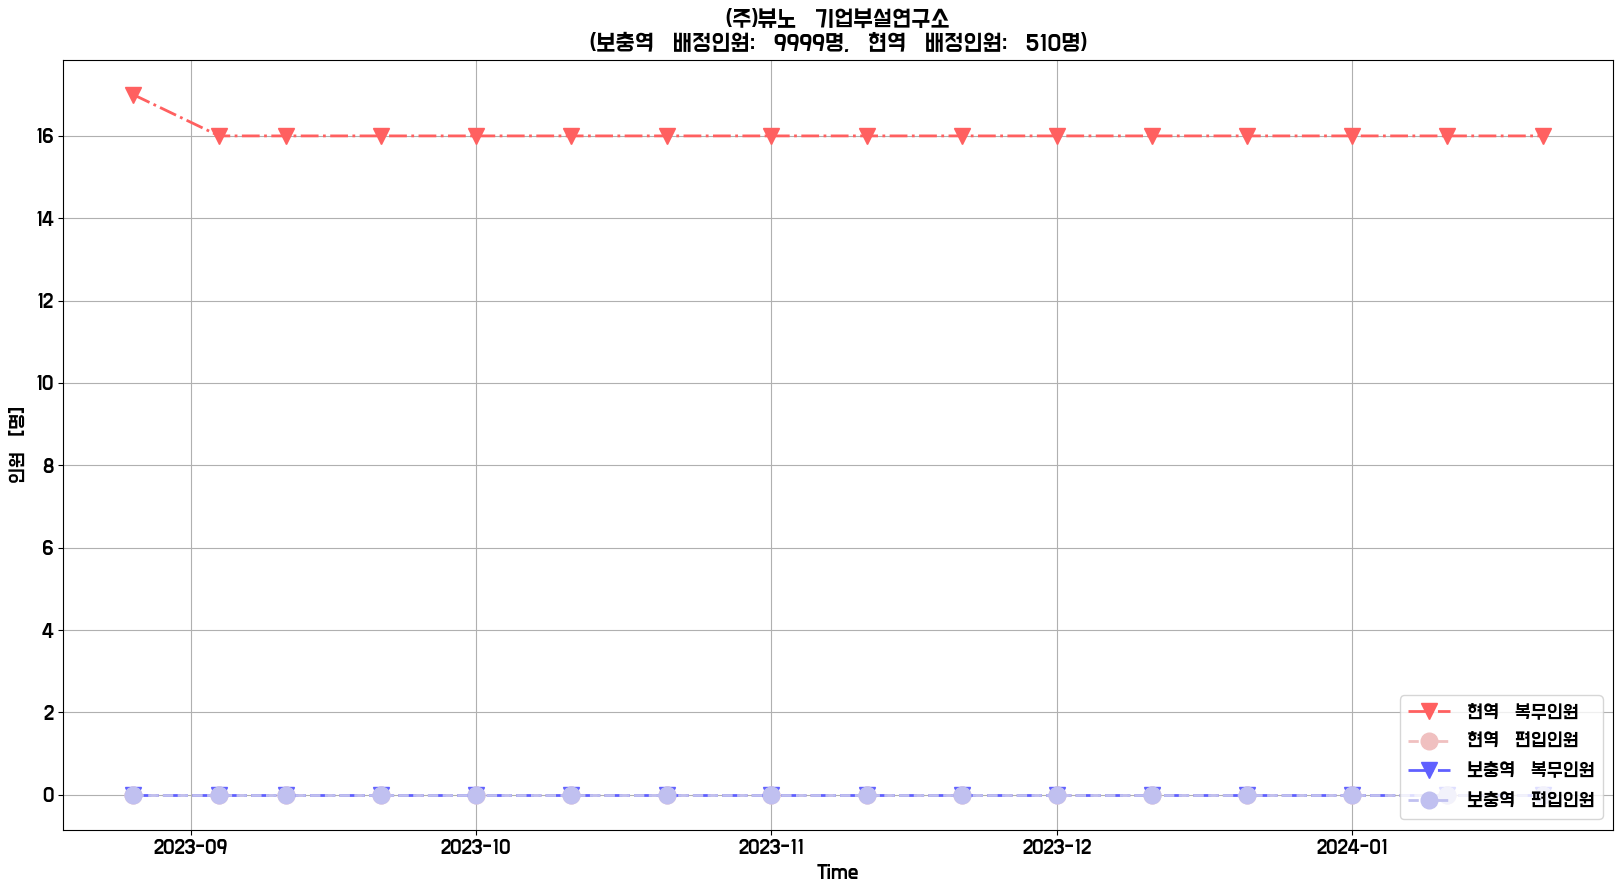 (주)뷰노 기업부설연구소
(보충역 배정인원: 9999명, 현역 배정인원: 510명)
인원 [명]
16
14
12
10
8
6
4
2
0
현역 복무인원
현역 편입인원
보충역 복무인원
보충역 편입인원
2023-09 2023-10 2023-11 2023-12 2024-01
Time